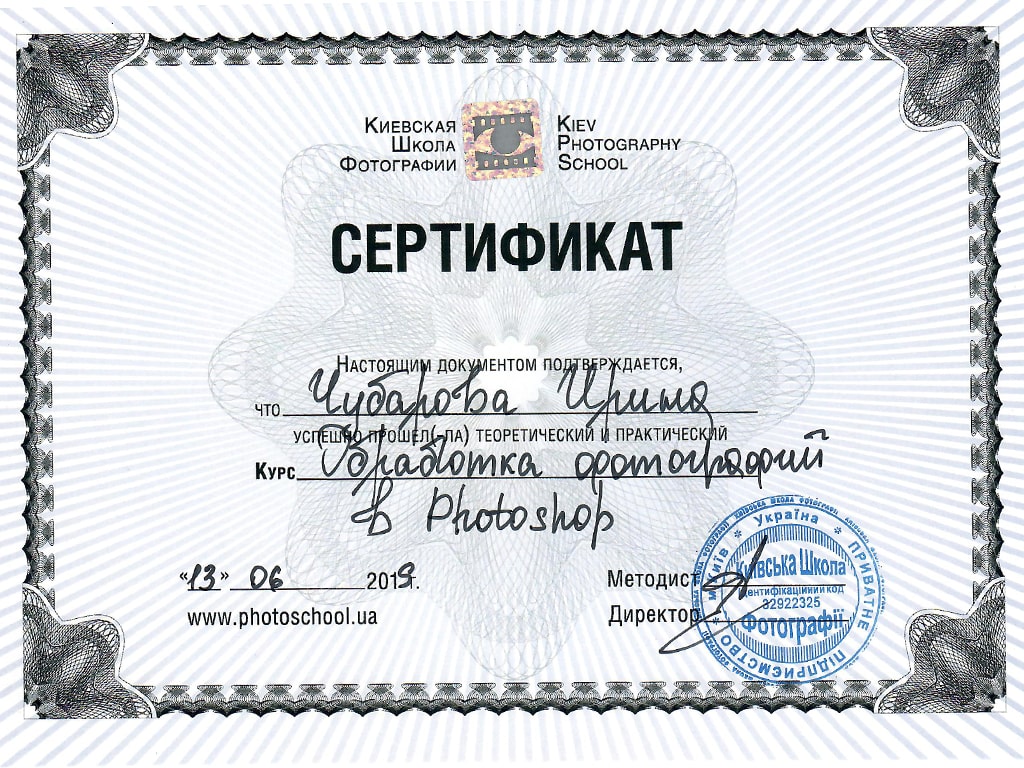 Киевская Школа Фотографии
Kiev Photography School
СЕРТИФИКАТ
Настоящим документом подтверждается,
что Чубарова Ирина
успешно прошел(-ла) теоретический и практический
Курс Обработка фотографий
в Photoshop
«13» 06 2019г.
www.photoschool.ua
Методист
Директор
Україна
м. Київ
ПРИВАТНЕ ПІДПРИЄМСТВО
Київська Школа
Ідентифікаційний код
32922325
Фотографії